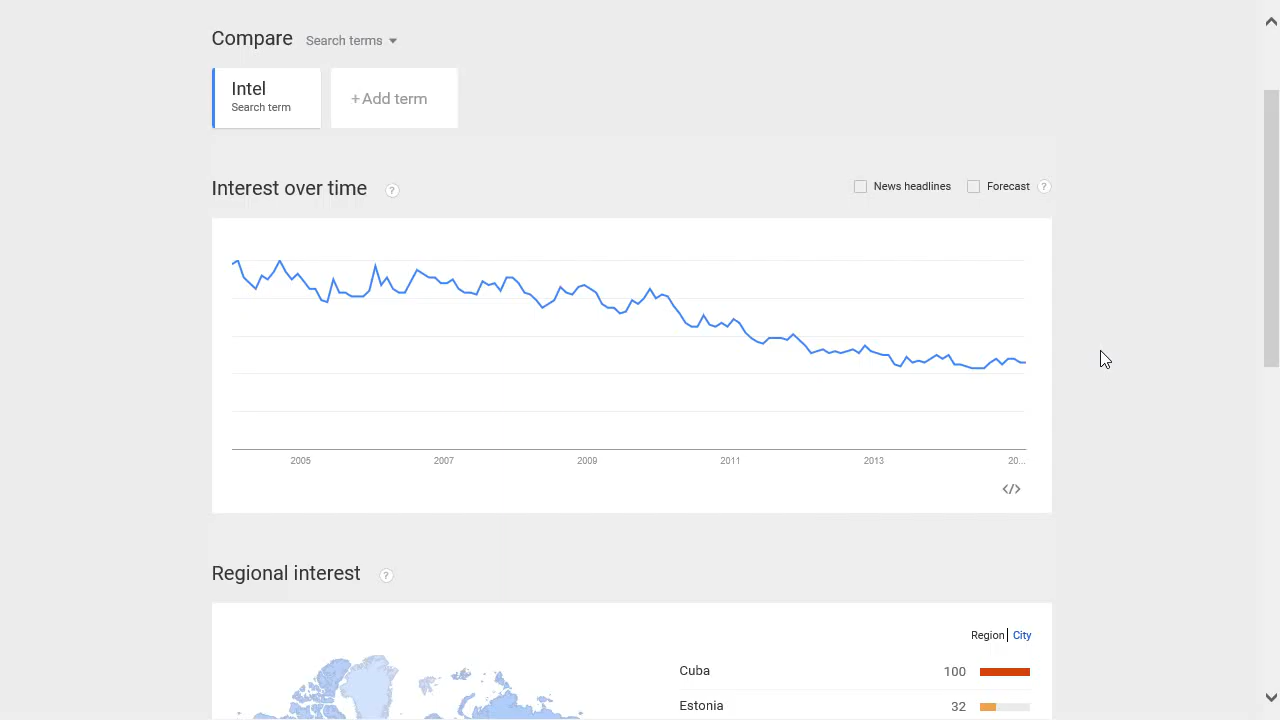 Compare Search terms
Intel
Search term
+ Add term
Interest over time ?
News headlines Forecast ?
2005 2007 2009 2011 2013 20...
</>
Regional interest ?
Region City
Cuba 100
Estonia 32